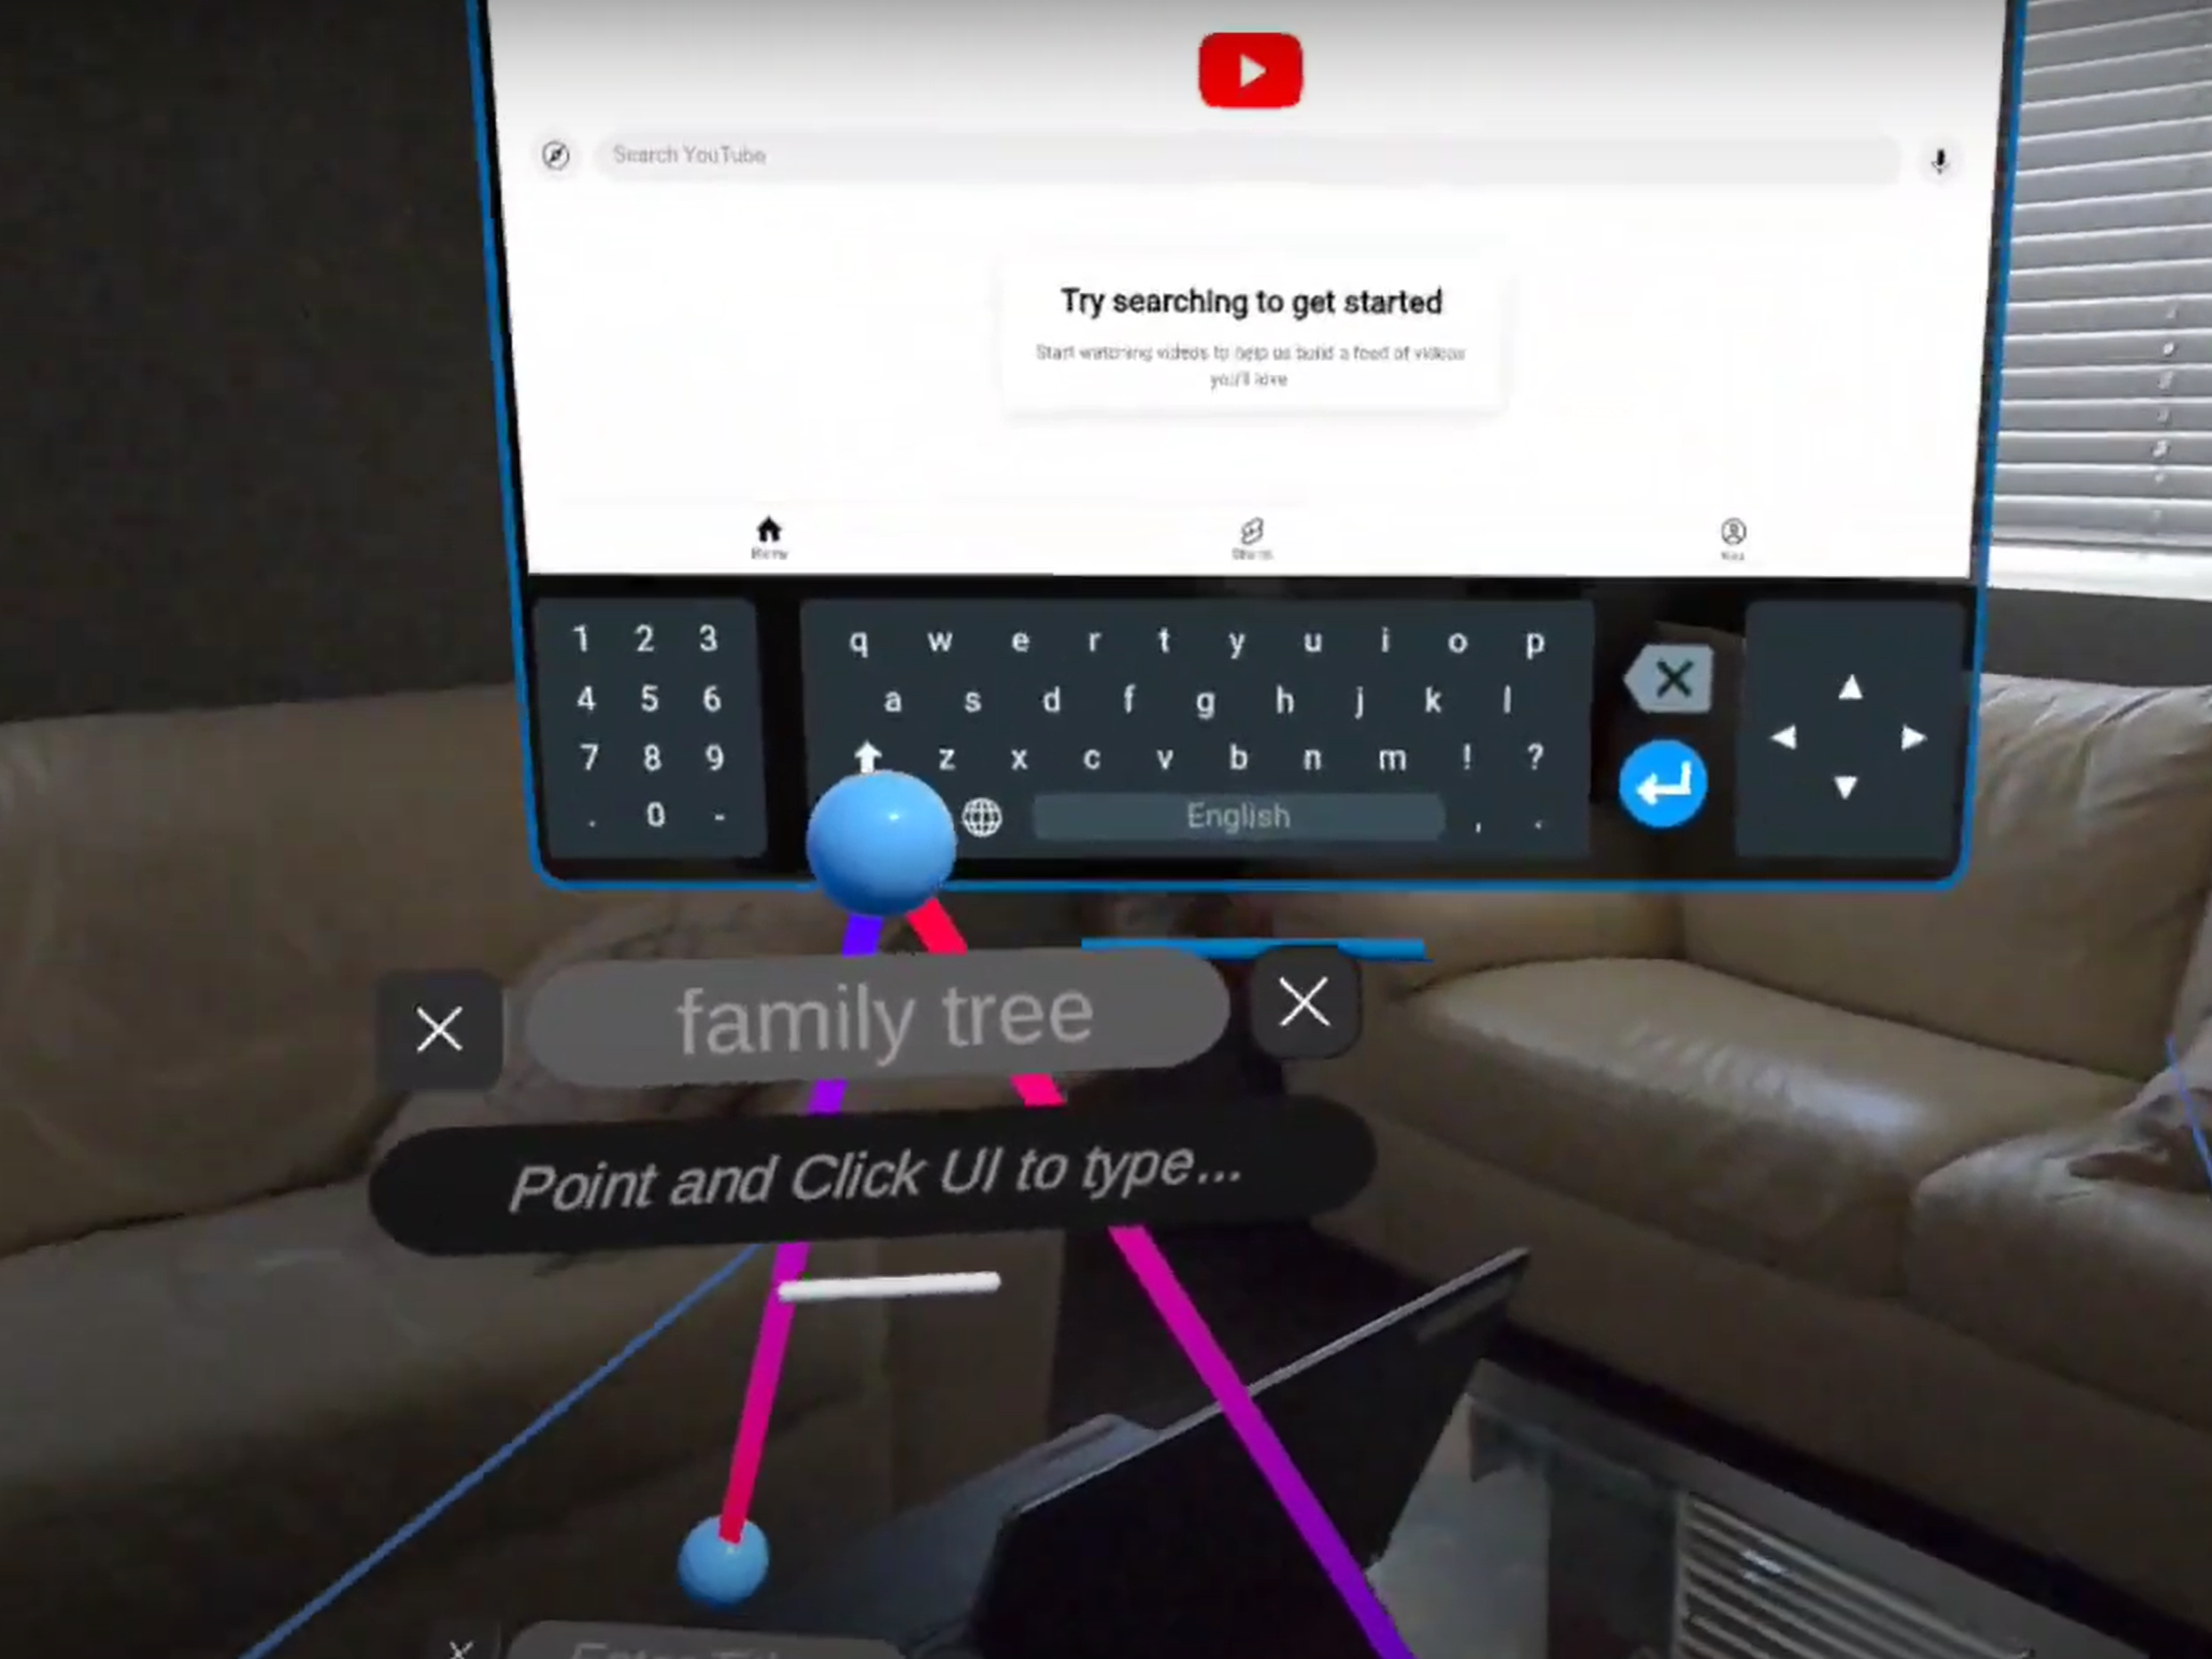 Search YouTube
Try searching to get started
Start watching videos to help us build a feed of videos
you'll love
Home
Shorts
You
1 2 3
q w e r t y u i o p
4 5 6
a s d f g h j k l
7 8 9
z x c v b n m ! ?
. 0 -
English , .
family tree
Point and Click UI to type...